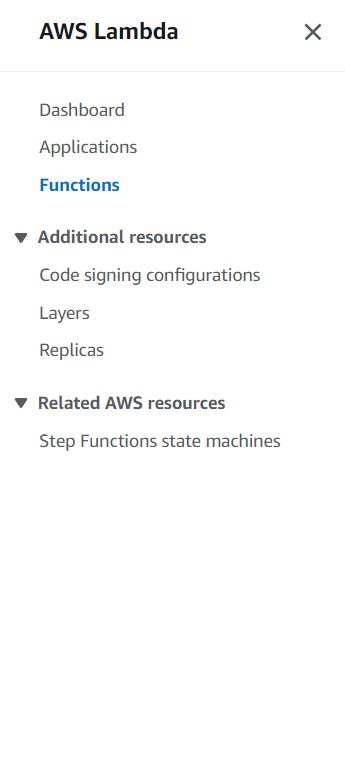 AWS Lambda
Dashboard
Applications
Functions
Additional resources
Code signing configurations
Layers
Replicas
Related AWS resources
Step Functions state machines